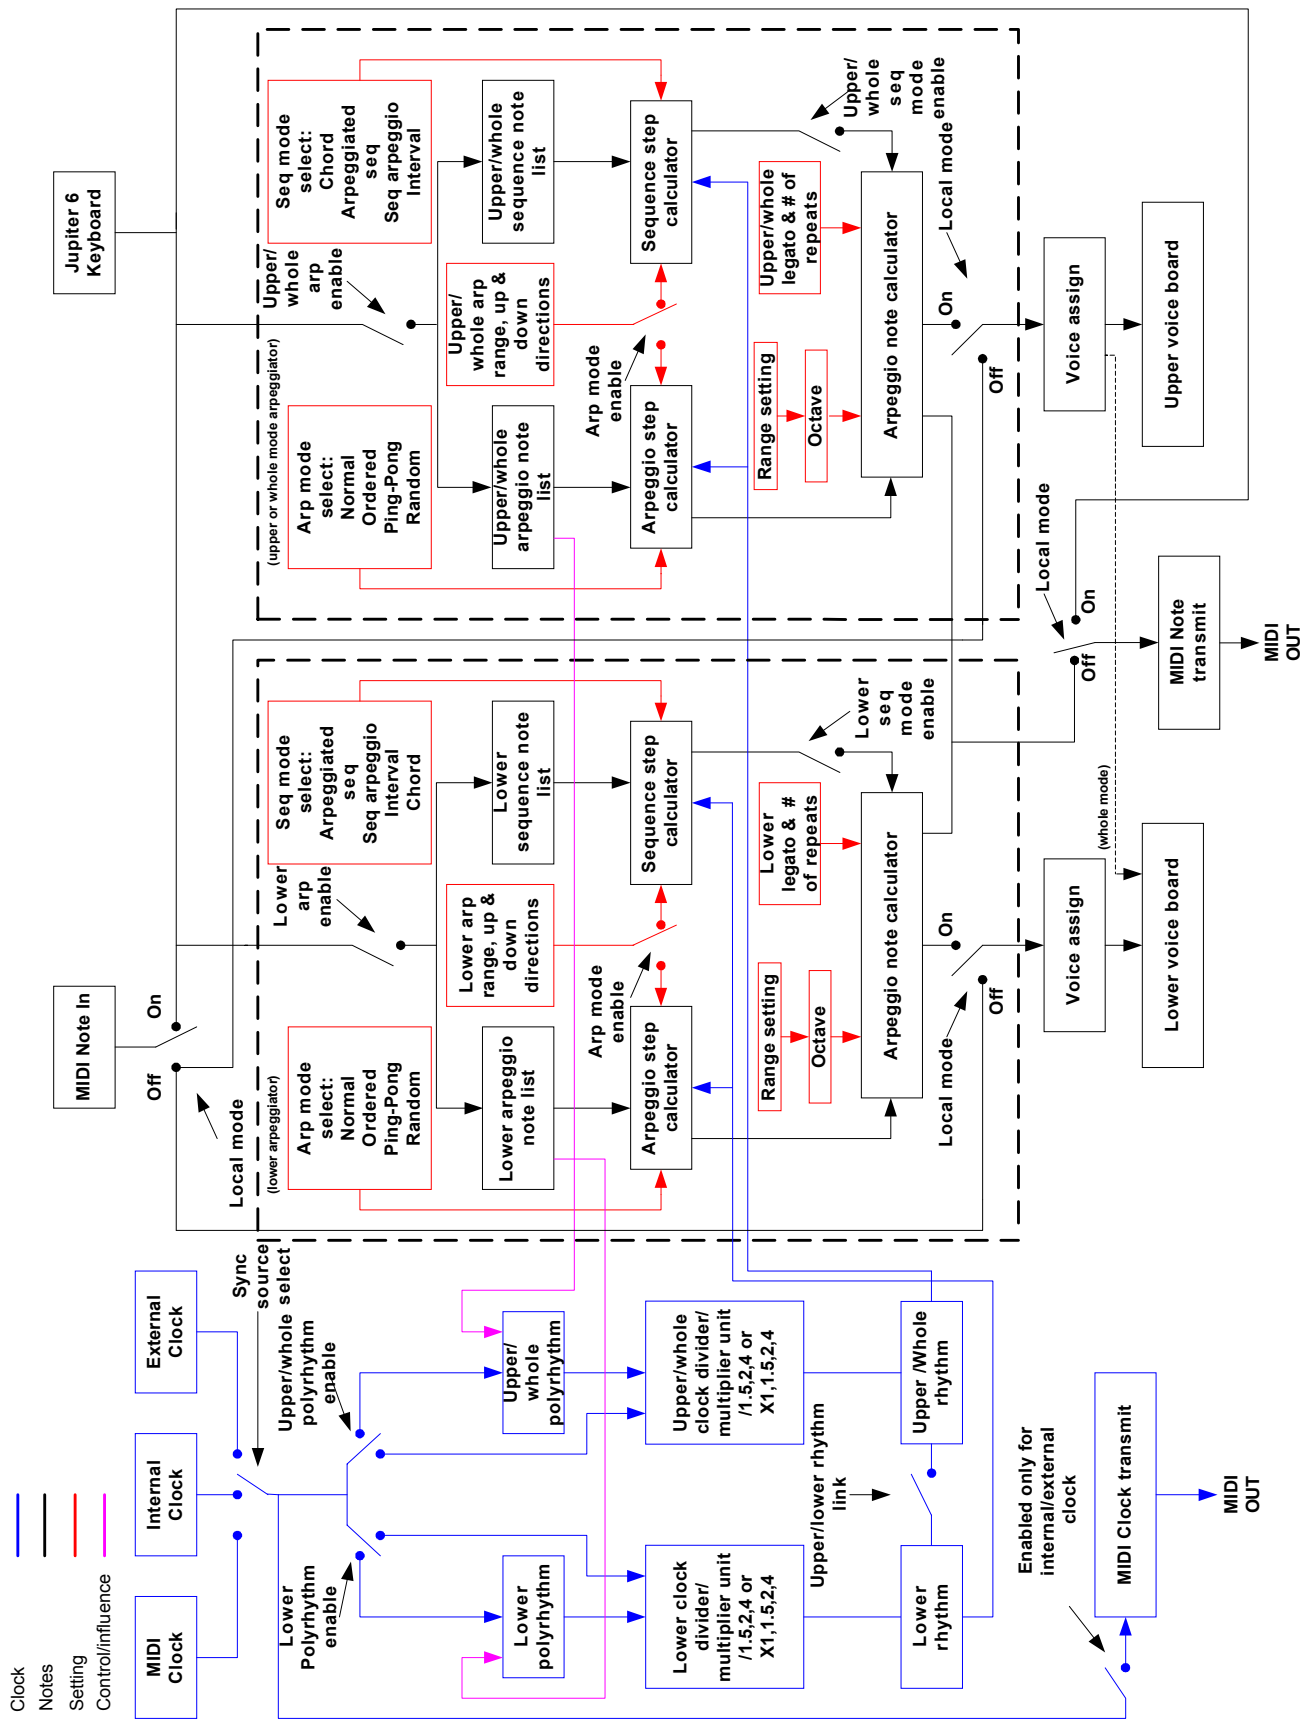 Clock
Notes
Setting
Control/influence
MIDI
Clock
Internal
Clock
External
Clock
Sync
source
select
Lower
Polyrhythm
enable
Upper/whole
polyrhythm
enable
Lower
polyrhythm
Upper/
whole
polyrhythm
Lower clock
divider/
multiplier unit
/1.5,2,4 or
X1,1.5,2,4
Upper/whole
clock divider/
multiplier unit
/1.5,2,4 or
X1,1.5,2,4
Upper/lower rhythm
link
Lower
rhythm
Upper /Whole
rhythm
Enabled only for
internal/external
clock
MIDI Clock transmit
MIDI
OUT
MIDI Note In
Off
On
Local mode
Jupiter 6
Keyboard
(lower arpeggiator)
Arp mode
select:
Normal
Ordered
Ping-Pong
Random
Lower
arp
enable
Seq mode
select:
Arpeggiated
seq
Seq arpeggio
Interval
Chord
Lower arpeggio
note list
Lower arp
range, up &
down
directions
Lower
sequence note
list
Arp mode
enable
Arpeggio step
calculator
Sequence step
calculator
Range setting
Octave
Lower
legato & #
of repeats
Lower
seq
mode
enable
Arpeggio note calculator
Local mode
Off
On
Voice assign
Lower voice board
(whole mode)
(upper or whole mode arpeggiator)
Arp mode
select:
Normal
Ordered
Ping-Pong
Random
Upper/
whole
arp
enable
Seq mode
select:
Chord
Arpeggiated
seq
Seq arpeggio
Interval
Upper/whole
arpeggio note
list
Upper/
whole arp
range, up &
down
directions
Upper/whole
sequence note
list
Arp mode
enable
Arpeggio step
calculator
Sequence step
calculator
Range setting
Octave
Upper/whole
legato & # of
repeats
Upper/
whole
seq
mode
enable
Arpeggio note calculator
Local mode
Off
On
Voice assign
Upper voice board
Local mode
Off
On
MIDI Note
transmit
MIDI
OUT